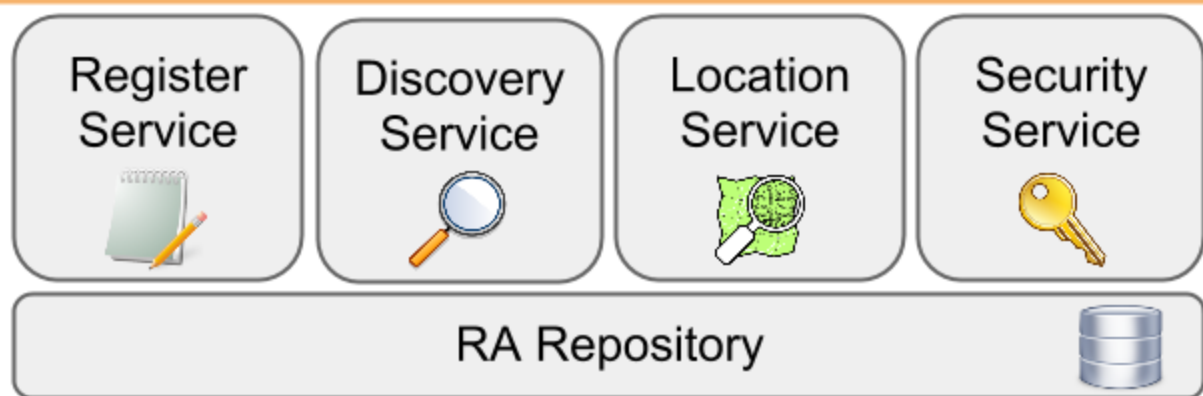 Register
Service
Discovery
Service
Location
Service
Security
Service
RA Repository